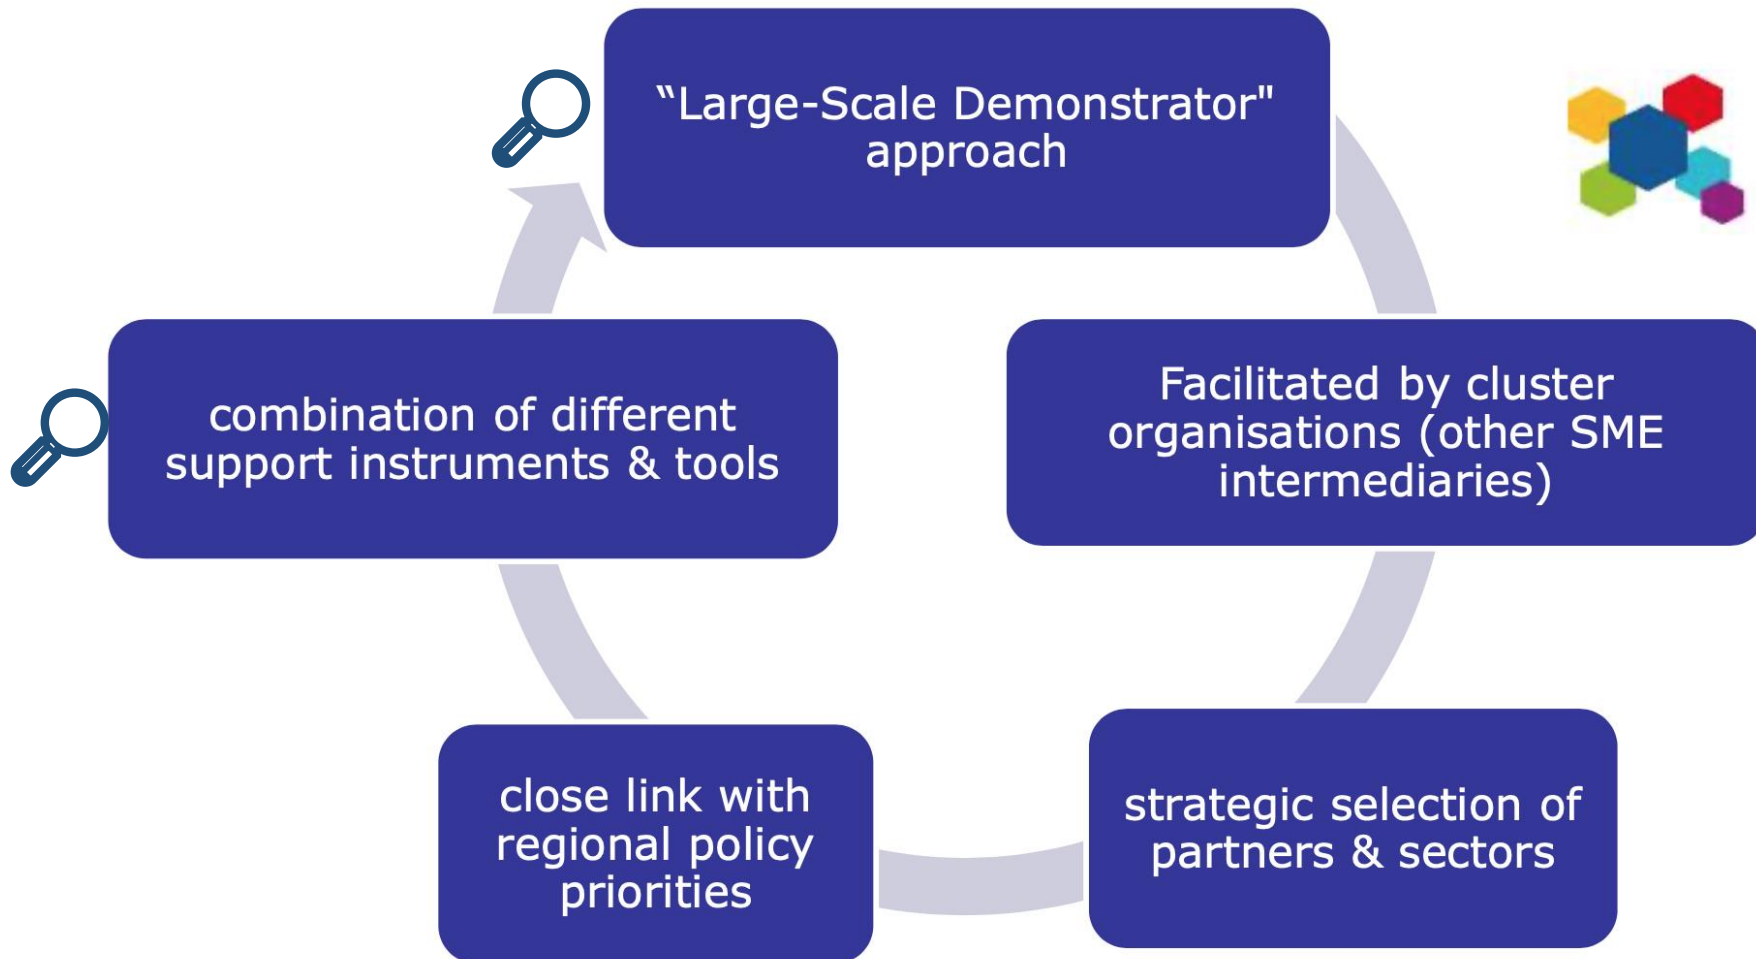 “Large-Scale Demonstrator"
approach
Facilitated by cluster
organisations (other SME
intermediaries)
strategic selection of
partners & sectors
close link with
regional policy
priorities
combination of different
support instruments & tools